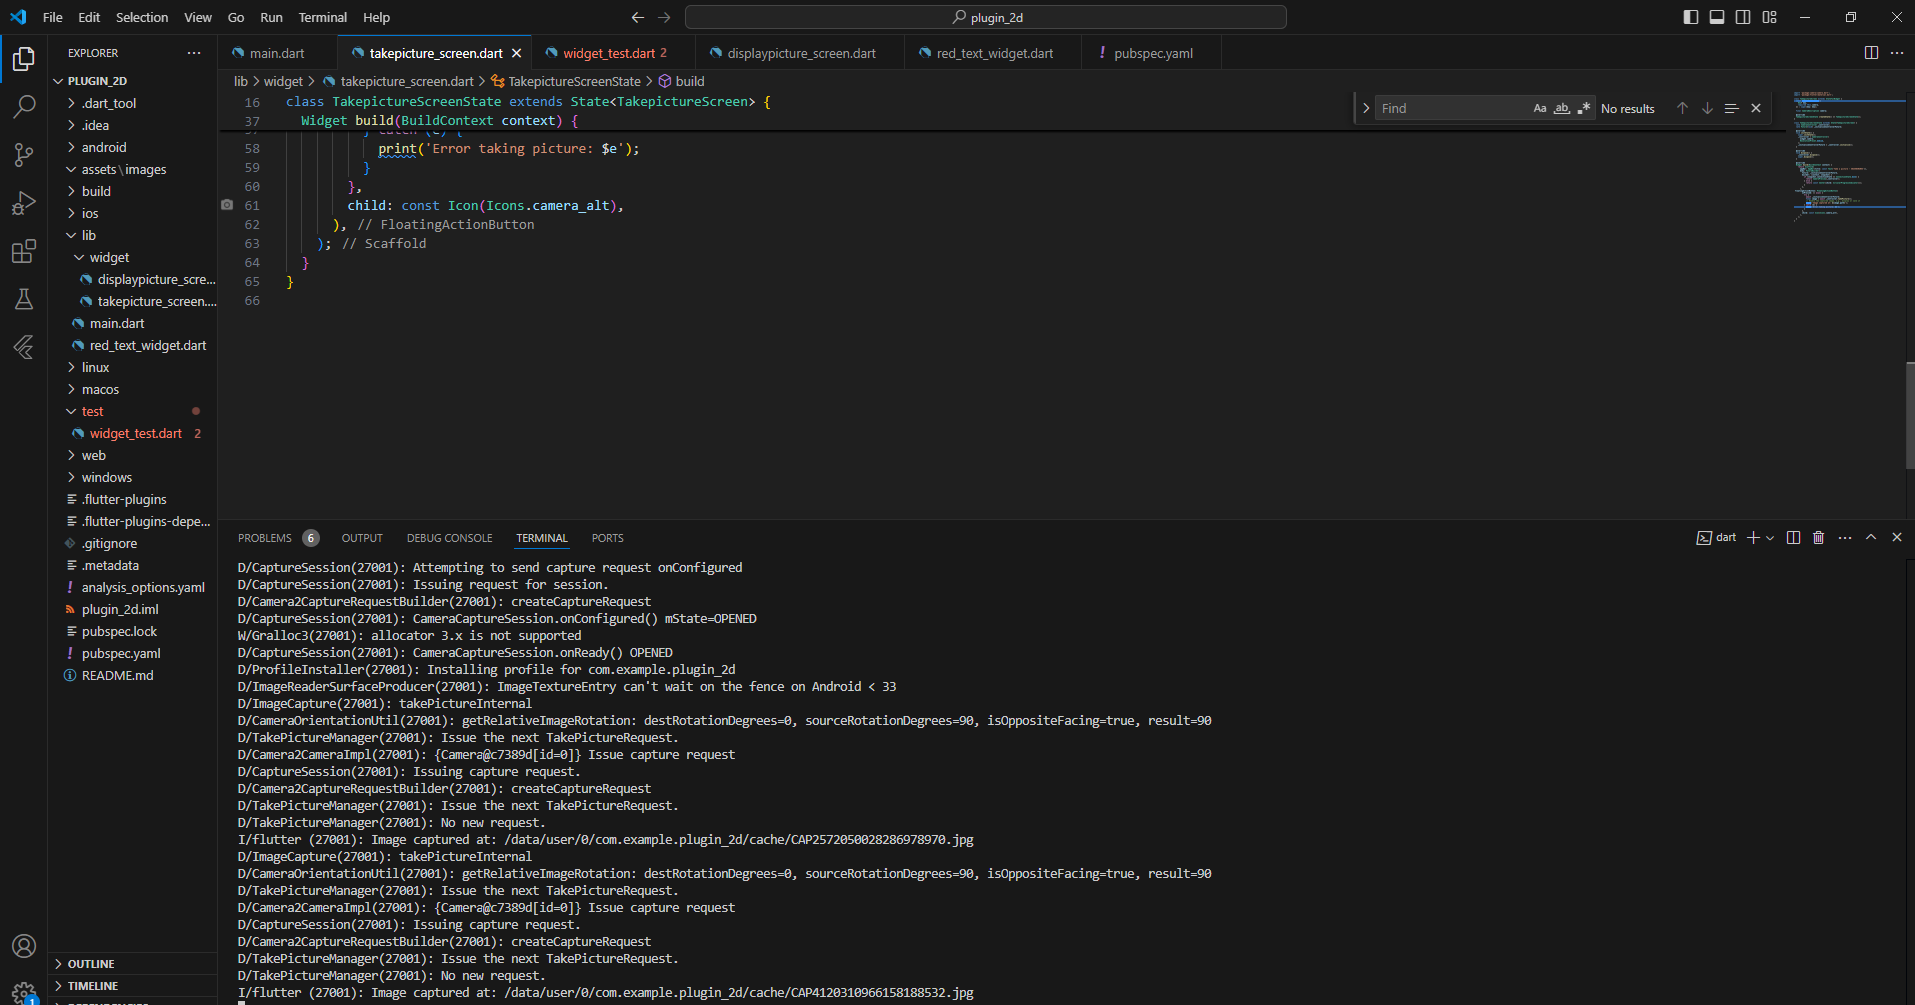 File Edit Selection View Go Run Terminal Help
plugin_2d
EXPLORER
PLUGIN_2D
.dart_tool
.idea
android
assets\images
build
ios
lib
widget
displaypicture_scre...
takepicture_screen....
main.dart
red_text_widget.dart
linux
macos
test
widget_test.dart 2
web
windows
.flutter-plugins
.flutter-plugins-depe...
.gitignore
.metadata
analysis_options.yaml
plugin_2d.iml
pubspec.lock
pubspec.yaml
README.md
OUTLINE
TIMELINE
1
main.dart takepicture_screen.dart widget_test.dart 2 displaypicture_screen.dart red_text_widget.dart pubspec.yaml
lib > widget > takepicture_screen.dart > TakepictureScreenState > build
16 class TakepictureScreenState extends State<TakepictureScreen> {
37 Widget build(BuildContext context) {
Find Aa ab No results
57 } catch (e) {
58 print('Error taking picture: $e');
59 }
60 },
61 child: const Icon(Icons.camera_alt),
62 ), // FloatingActionButton
63 ); // Scaffold
64 }
65 }
66
PROBLEMS 6 OUTPUT DEBUG CONSOLE TERMINAL PORTS
dart
D/CaptureSession(27001): Attempting to send capture request onConfigured
D/CaptureSession(27001): Issuing request for session.
D/Camera2CaptureRequestBuilder(27001): createCaptureRequest
D/CaptureSession(27001): CameraCaptureSession.onConfigured() mState=OPENED
W/Gralloc3(27001): allocator 3.x is not supported
D/CaptureSession(27001): CameraCaptureSession.onReady() OPENED
D/ProfileInstaller(27001): Installing profile for com.example.plugin_2d
D/ImageReaderSurfaceProducer(27001): ImageTextureEntry can't wait on the fence on Android < 33
D/ImageCapture(27001): takePictureInternal
D/CameraOrientationUtil(27001): getRelativeImageRotation: destRotationDegrees=0, sourceRotationDegrees=90, isOppositeFacing=true, result=90
D/TakePictureManager(27001): Issue the next TakePictureRequest.
D/Camera2CameraImpl(27001): {Camera@c7389d[id=0]} Issue capture request
D/CaptureSession(27001): Issuing capture request.
D/Camera2CaptureRequestBuilder(27001): createCaptureRequest
D/TakePictureManager(27001): Issue the next TakePictureRequest.
D/TakePictureManager(27001): No new request.
I/flutter (27001): Image captured at: /data/user/0/com.example.plugin_2d/cache/CAP2572050028286978970.jpg
D/ImageCapture(27001): takePictureInternal
D/CameraOrientationUtil(27001): getRelativeImageRotation: destRotationDegrees=0, sourceRotationDegrees=90, isOppositeFacing=true, result=90
D/TakePictureManager(27001): Issue the next TakePictureRequest.
D/Camera2CameraImpl(27001): {Camera@c7389d[id=0]} Issue capture request
D/CaptureSession(27001): Issuing capture request.
D/Camera2CaptureRequestBuilder(27001): createCaptureRequest
D/TakePictureManager(27001): Issue the next TakePictureRequest.
D/TakePictureManager(27001): No new request.
I/flutter (27001): Image captured at: /data/user/0/com.example.plugin_2d/cache/CAP4120310966158188532.jpg